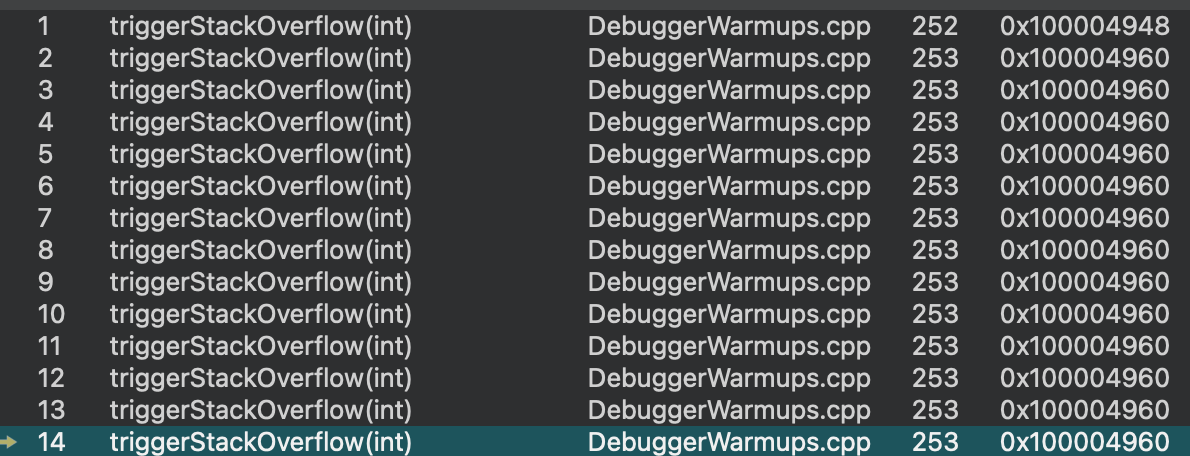 1 triggerStackOverflow(int) DebuggerWarmups.cpp 252 0x100004948
2 triggerStackOverflow(int) DebuggerWarmups.cpp 253 0x100004960
3 triggerStackOverflow(int) DebuggerWarmups.cpp 253 0x100004960
4 triggerStackOverflow(int) DebuggerWarmups.cpp 253 0x100004960
5 triggerStackOverflow(int) DebuggerWarmups.cpp 253 0x100004960
6 triggerStackOverflow(int) DebuggerWarmups.cpp 253 0x100004960
7 triggerStackOverflow(int) DebuggerWarmups.cpp 253 0x100004960
8 triggerStackOverflow(int) DebuggerWarmups.cpp 253 0x100004960
9 triggerStackOverflow(int) DebuggerWarmups.cpp 253 0x100004960
10 triggerStackOverflow(int) DebuggerWarmups.cpp 253 0x100004960
11 triggerStackOverflow(int) DebuggerWarmups.cpp 253 0x100004960
12 triggerStackOverflow(int) DebuggerWarmups.cpp 253 0x100004960
13 triggerStackOverflow(int) DebuggerWarmups.cpp 253 0x100004960
14 triggerStackOverflow(int) DebuggerWarmups.cpp 253 0x100004960